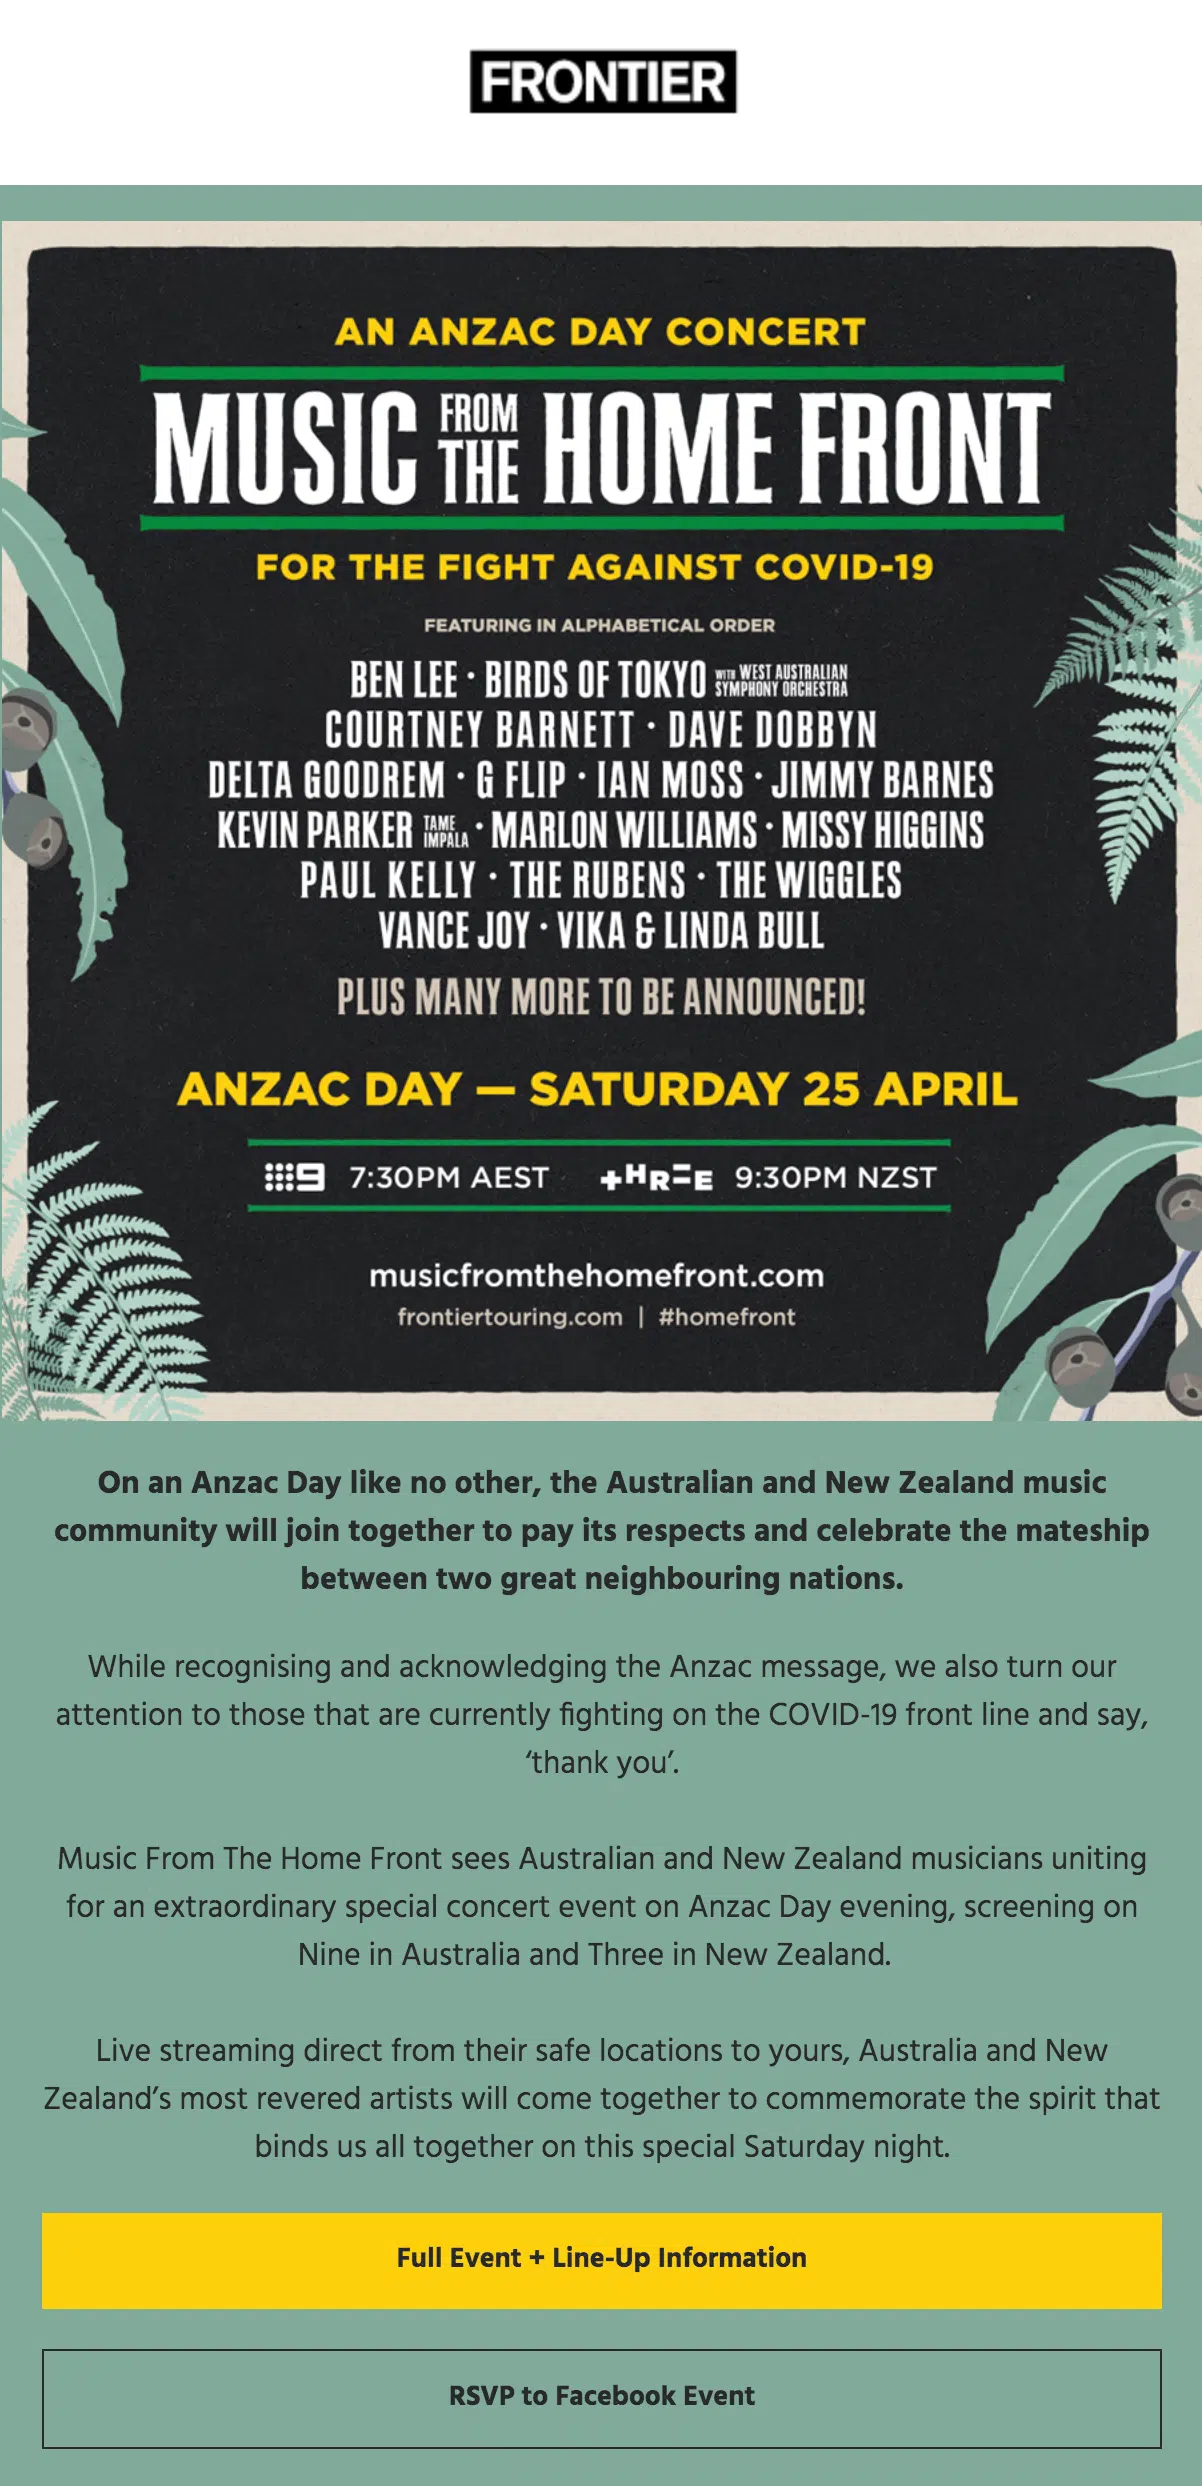 FRONTIER
AN ANZAC DAY CONCERT
MUSIC FROM THE HOME FRONT
FOR THE FIGHT AGAINST COVID-19
FEATURING IN ALPHABETICAL ORDER
BEN LEE · BIRDS OF TOKYO WITH WEST AUSTRALIAN SYMPHONY ORCHESTRA
COURTNEY BARNETT · DAVE DOBBYN
DELTA GOODREM · G FLIP · IAN MOSS · JIMMY BARNES
KEVIN PARKER TAME IMPALA · MARLON WILLIAMS · MISSY HIGGINS
PAUL KELLY · THE RUBENS · THE WIGGLES
VANCE JOY · VIKA & LINDA BULL
PLUS MANY MORE TO BE ANNOUNCED!
ANZAC DAY — SATURDAY 25 APRIL
9 7:30PM AEST +HR=E 9:30PM NZST
musicfromthehomefront.com
frontiertouring.com | #homefront
On an Anzac Day like no other, the Australian and New Zealand music
community will join together to pay its respects and celebrate the mateship
between two great neighbouring nations.
While recognising and acknowledging the Anzac message, we also turn our
attention to those that are currently fighting on the COVID-19 front line and say,
‘thank you’.
Music From The Home Front sees Australian and New Zealand musicians uniting
for an extraordinary special concert event on Anzac Day evening, screening on
Nine in Australia and Three in New Zealand.
Live streaming direct from their safe locations to yours, Australia and New
Zealand’s most revered artists will come together to commemorate the spirit that
binds us all together on this special Saturday night.
Full Event + Line-Up Information
RSVP to Facebook Event